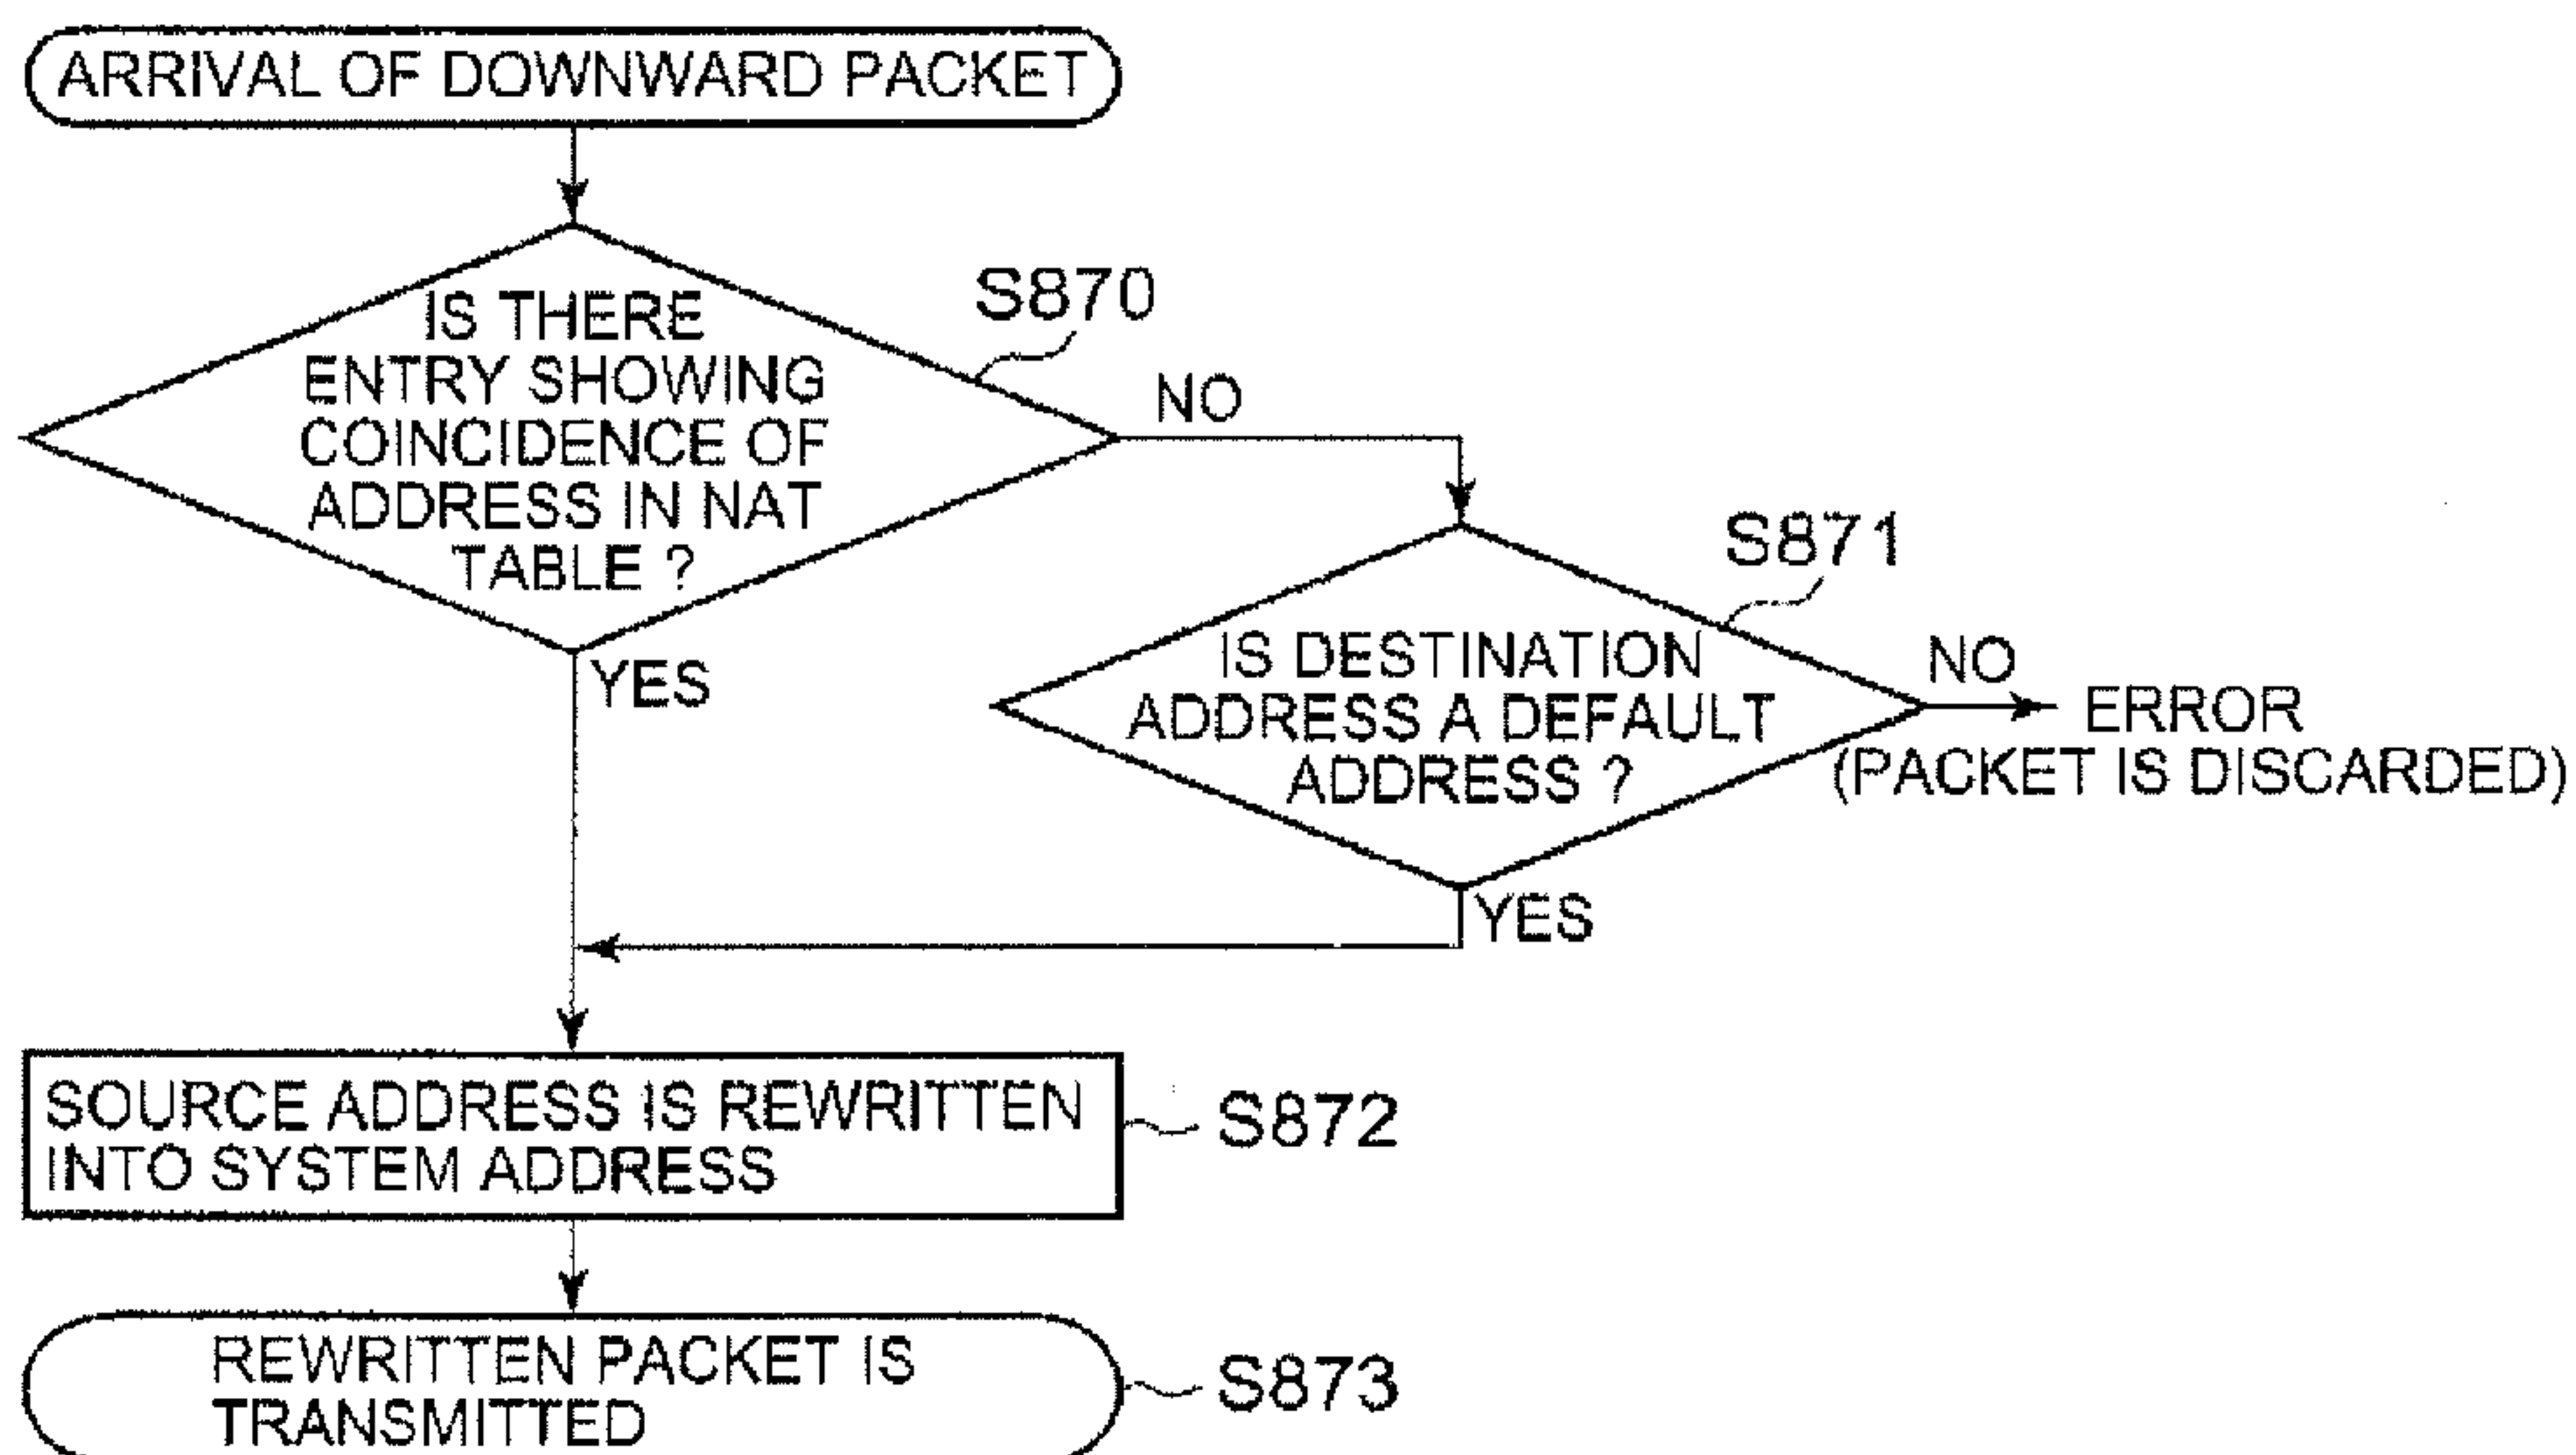 ARRIVAL OF DOWNWARD PACKET
S870
IS THERE
ENTRY SHOWING
COINCIDENCE OF
ADDRESS IN NAT
TABLE ?
NO
YES
S871
IS DESTINATION
ADDRESS A DEFAULT
ADDRESS ?
NO
ERROR
(PACKET IS DISCARDED)
YES
SOURCE ADDRESS IS REWRITTEN
INTO SYSTEM ADDRESS
S872
REWRITTEN PACKET IS
TRANSMITTED
S873